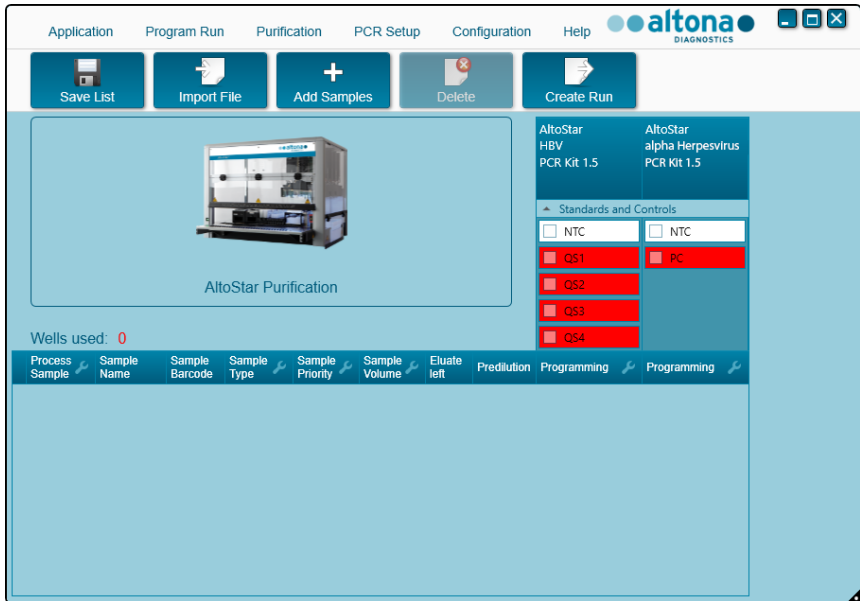 Application Program Run Purification PCR Setup Configuration Help
altona
DIAGNOSTICS
Save List Import File Add Samples Delete Create Run
AltoStar
HBV
PCR Kit 1.5
AltoStar
alpha Herpesvirus
PCR Kit 1.5
Standards and Controls
NTC NTC
QS1 PC
QS2
QS3
QS4
AltoStar Purification
Wells used: 0
Process Sample
Sample Name
Sample Barcode
Sample Type
Sample Priority
Sample Volume
Eluate left
Predilution
Programming
Programming